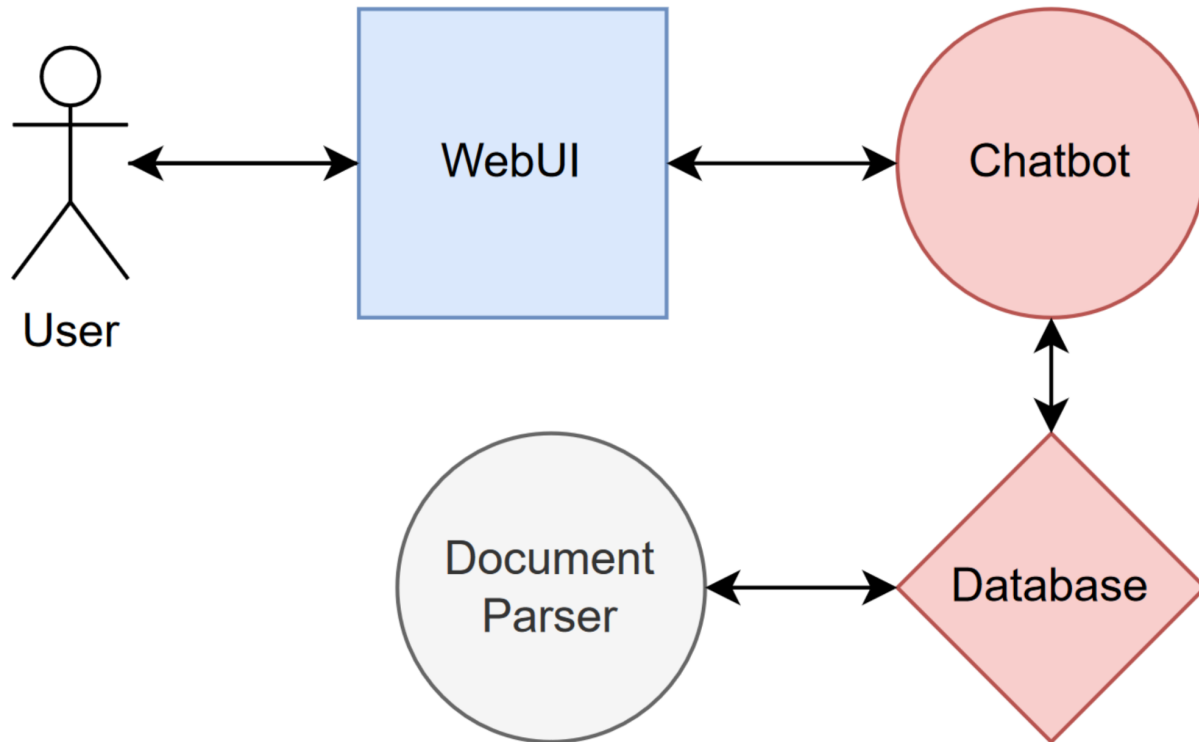 WebUI
Chatbot
User
Document
Parser
Database